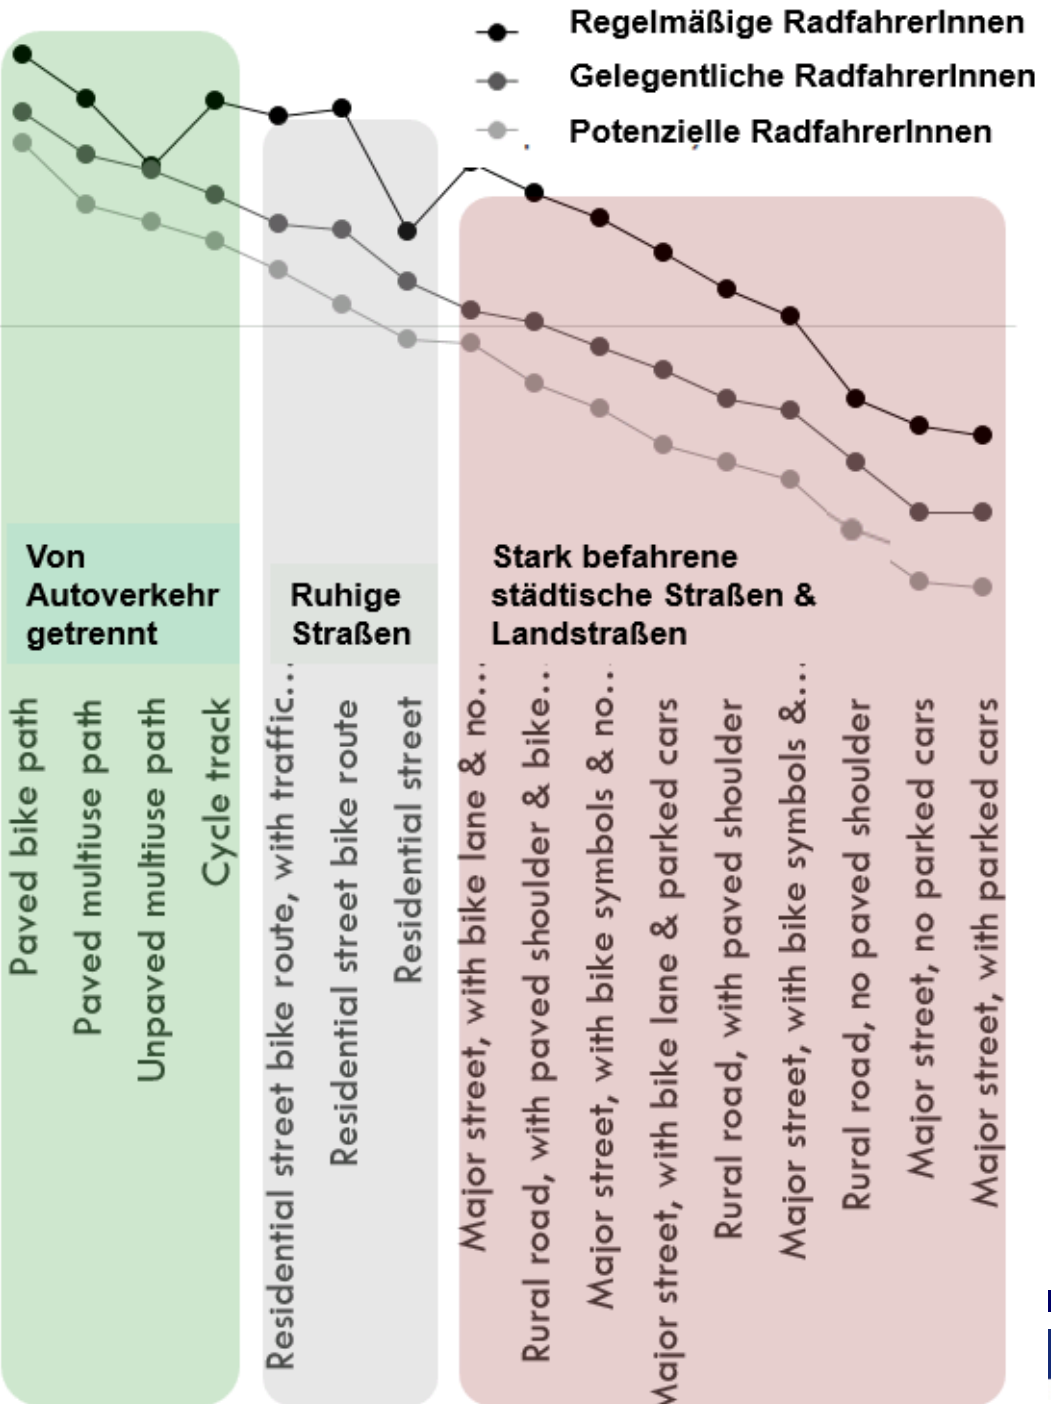 Regelmäßige RadfahrerInnen
Gelegentliche RadfahrerInnen
Potenzielle RadfahrerInnen
Von
Autoverkehr
getrennt
Ruhige
Straßen
Stark befahrene
städtische Straßen &
Landstraßen
Paved bike path
Paved multiuse path
Unpaved multiuse path
Cycle track
Residential street bike route, with traffic...
Residential street bike route
Residential street
Major street, with bike lane & no...
Rural road, with paved shoulder & bike...
Major street, with bike symbols & no...
Major street, with bike lane & parked cars
Rural road, with paved shoulder
Major street, with bike symbols &...
Rural road, no paved shoulder
Major street, no parked cars
Major street, with parked cars